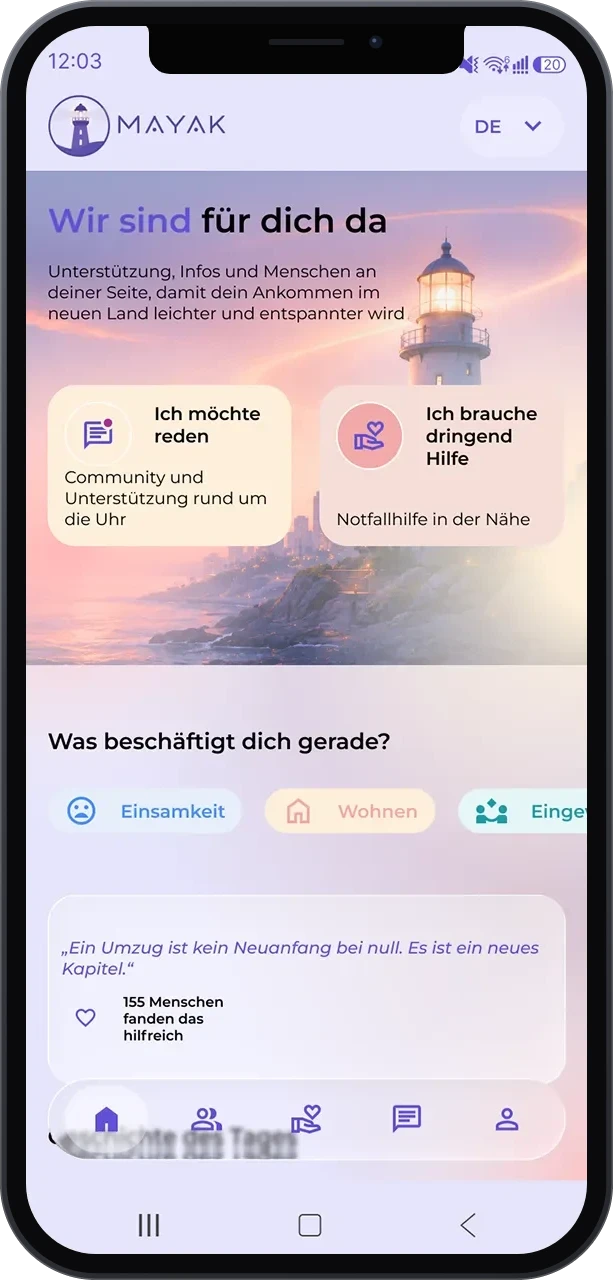 12:03
20
MAYAK
DE
Wir sind für dich da
Unterstützung, Infos und Menschen an
deiner Seite, damit dein Ankommen im
neuen Land leichter und entspannter wird.
Ich möchte
reden
Community und
Unterstützung rund um
die Uhr
Ich brauche
dringend
Hilfe
Notfallhilfe in der Nähe
Was beschäftigt dich gerade?
Einsamkeit
Wohnen
„Ein Umzug ist kein Neuanfang bei null. Es ist ein neues
Kapitel.“
155 Menschen
fanden das
hilfreich
des Tages